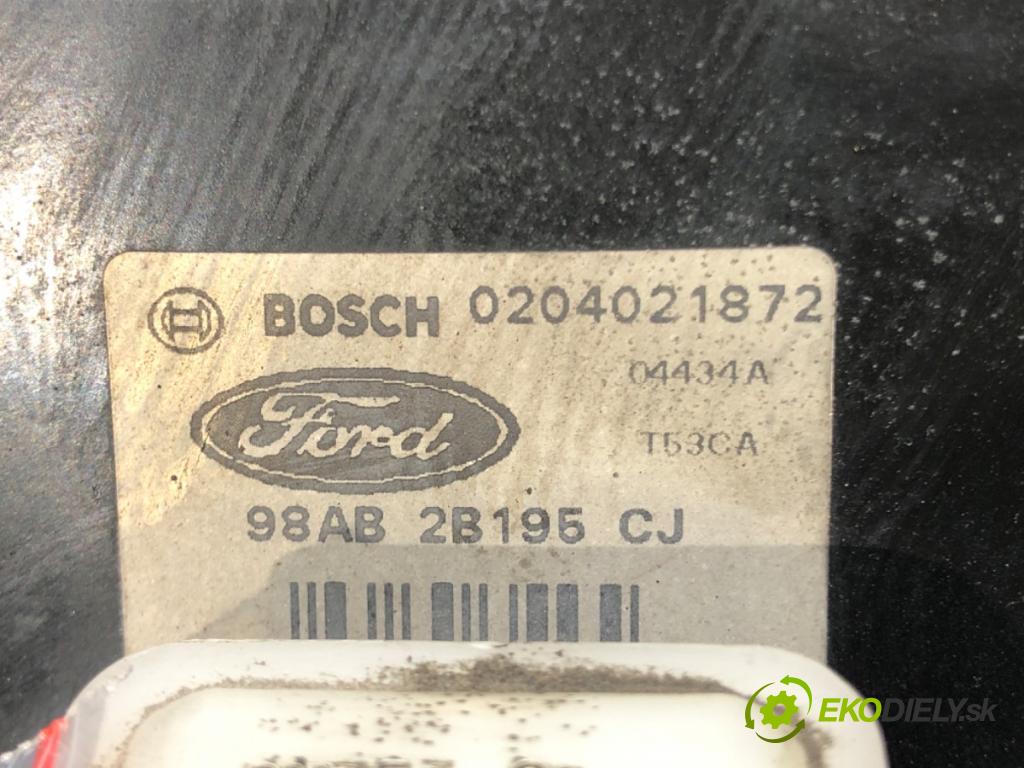 BOSCH 0204021872
04434A
Ford
T53CA
98AB 2B195 CJ
EKODIELY.sk